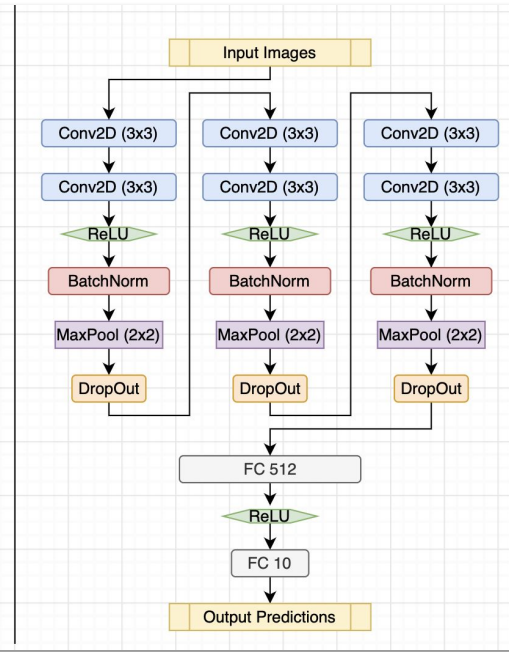 Input Images
Conv2D (3x3)
Conv2D (3x3)
ReLU
BatchNorm
MaxPool (2x2)
DropOut
Conv2D (3x3)
Conv2D (3x3)
ReLU
BatchNorm
MaxPool (2x2)
DropOut
Conv2D (3x3)
Conv2D (3x3)
ReLU
BatchNorm
MaxPool (2x2)
DropOut
FC 512
ReLU
FC 10
Output Predictions